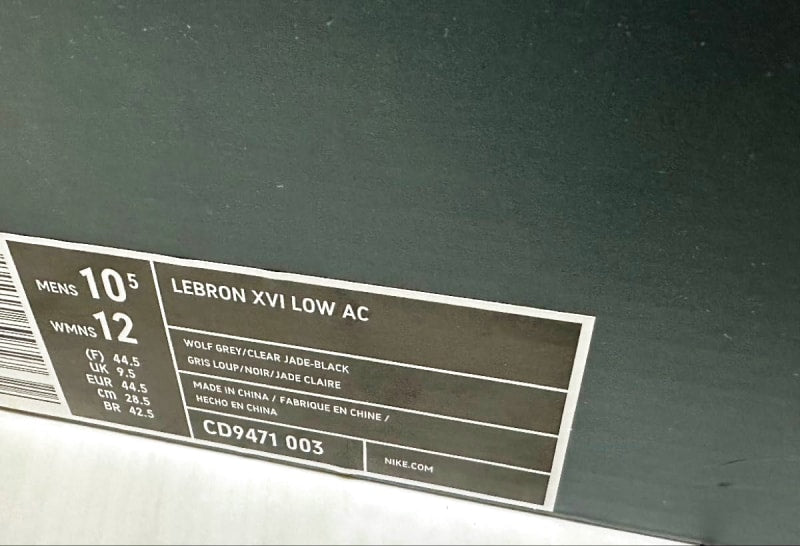 MENS 10⁵
WMNS 12
(F) 44.5
UK 9.5
EUR 44.5
cm 28.5
BR 42.5
LEBRON XVI LOW AC
WOLF GREY/CLEAR JADE-BLACK
GRIS LOUP/NOIR/JADE CLAIRE
MADE IN CHINA / FABRIQUE EN CHINE /
HECHO EN CHINA
CD9471 003
NIKE.COM